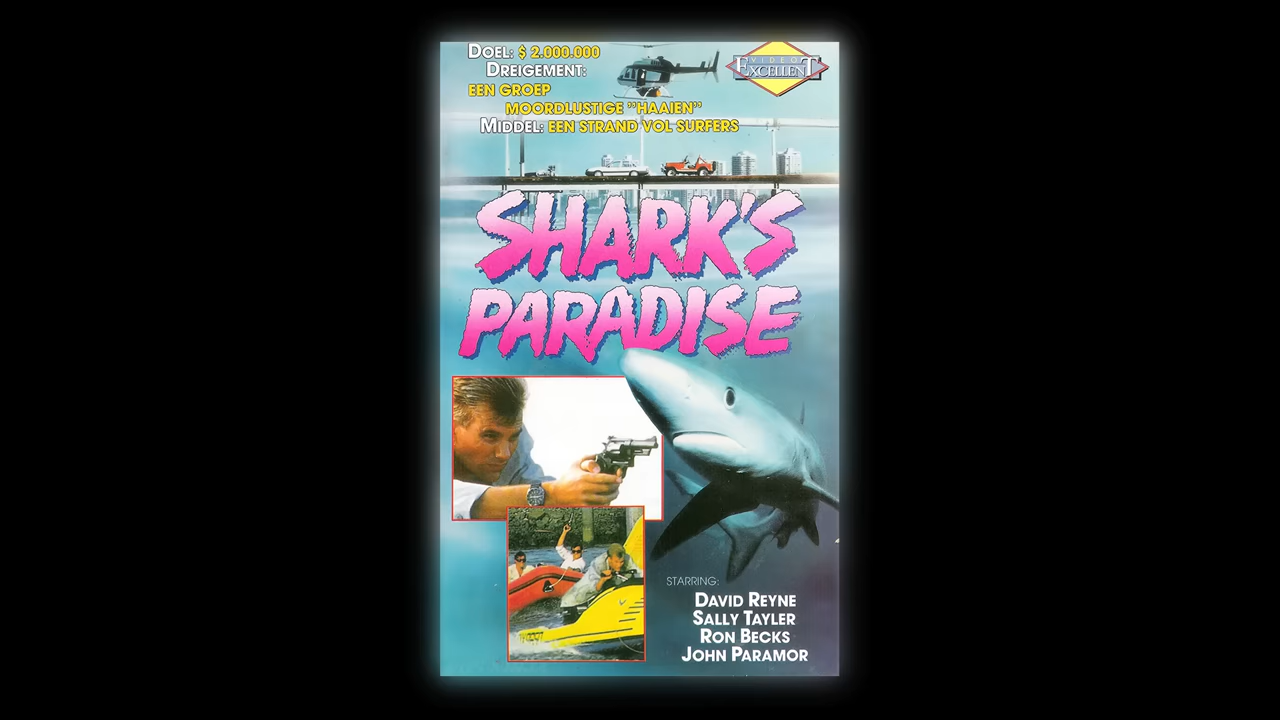 DOEL: $ 2.000.000
DREIGEMENT:
EEN GROEP
MOORDLUSTIGE "HAAIEN"
MIDDEL: EEN STRAND VOL SURFERS
VIDEO
EXCELLENT
SHARK'S
PARADISE
STARRING:
DAVID REYNE
SALLY TAYLER
RON BECKS
JOHN PARAMOR